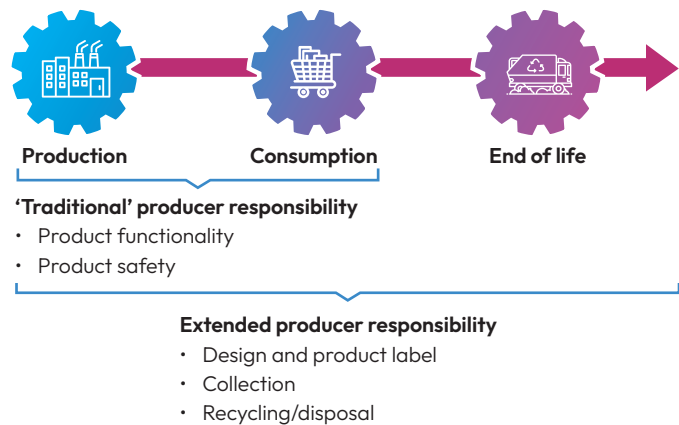 Production Consumption End of life
‘Traditional’ producer responsibility
• Product functionality
• Product safety
Extended producer responsibility
• Design and product label
• Collection
• Recycling/disposal